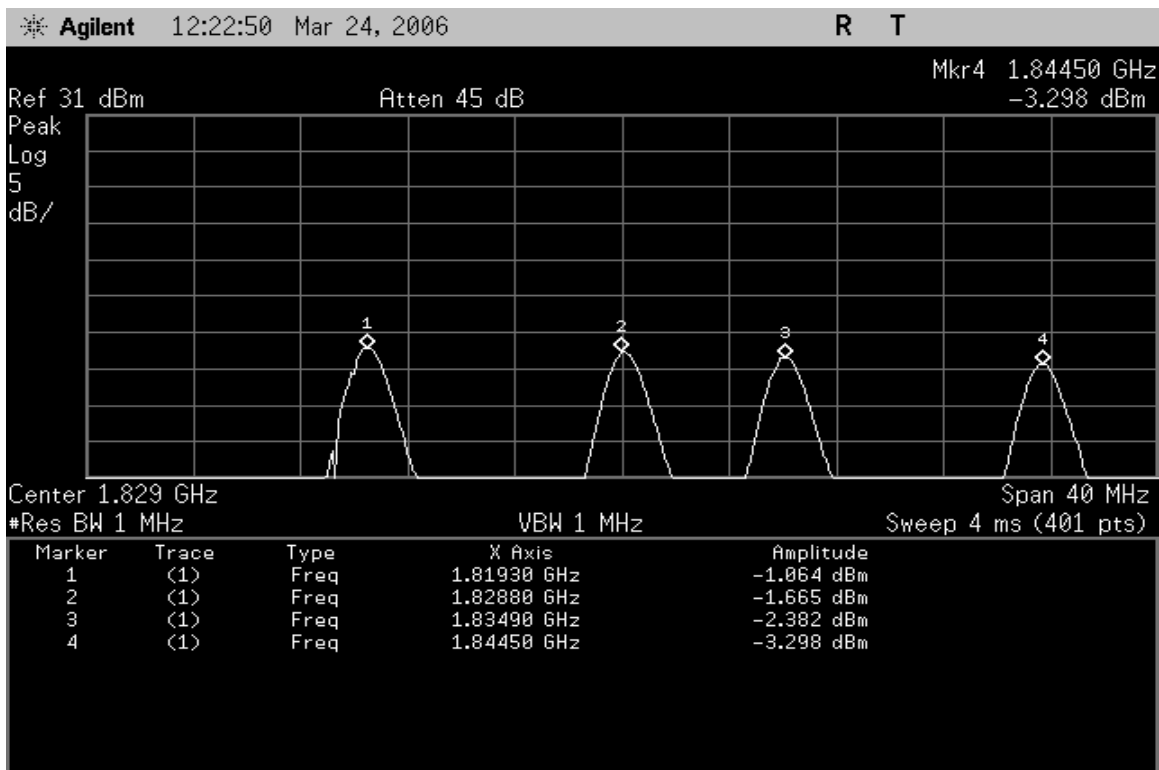 Agilent 12:22:50 Mar 24, 2006 R T
Mkr4 1.84450 GHz
Ref 31 dBm Atten 45 dB -3.298 dBm
Peak
Log
5
dB/
1 2 3 4
Center 1.829 GHz Span 40 MHz
#Res BW 1 MHz VBW 1 MHz Sweep 4 ms (401 pts)
Marker Trace Type X Axis Amplitude
1 (1) Freq 1.81930 GHz -1.064 dBm
2 (1) Freq 1.82880 GHz -1.665 dBm
3 (1) Freq 1.83490 GHz -2.382 dBm
4 (1) Freq 1.84450 GHz -3.298 dBm